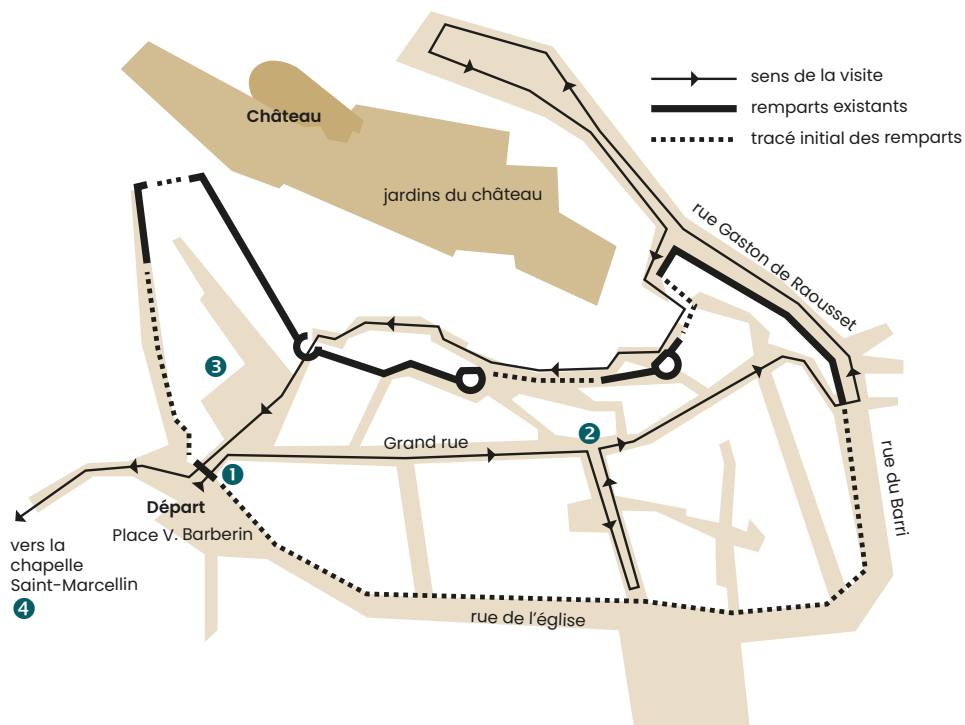 sens de la visite
remparts existants
tracé initial des remparts
Château
jardins du château
rue Gaston de Raousset
3
2
Grand rue
1
rue du Barri
Départ
Place V. Barberin
vers la
chapelle
Saint-Marcellin
4
rue de l'église